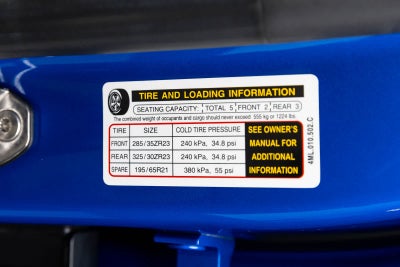 TIRE AND LOADING INFORMATION
SEATING CAPACITY: TOTAL 5 FRONT 2 REAR 3
The combined weight of occupants and cargo should never exceed 555 kg or 1224 lbs.
TIRE SIZE COLD TIRE PRESSURE
FRONT 285/35ZR23 240 kPa, 34.8 psi
REAR 325/30ZR23 240 kPa, 34.8 psi
SPARE 195/65R21 380 kPa, 55 psi
SEE OWNER'S
MANUAL FOR
ADDITIONAL
INFORMATION
4ML.010.502.C